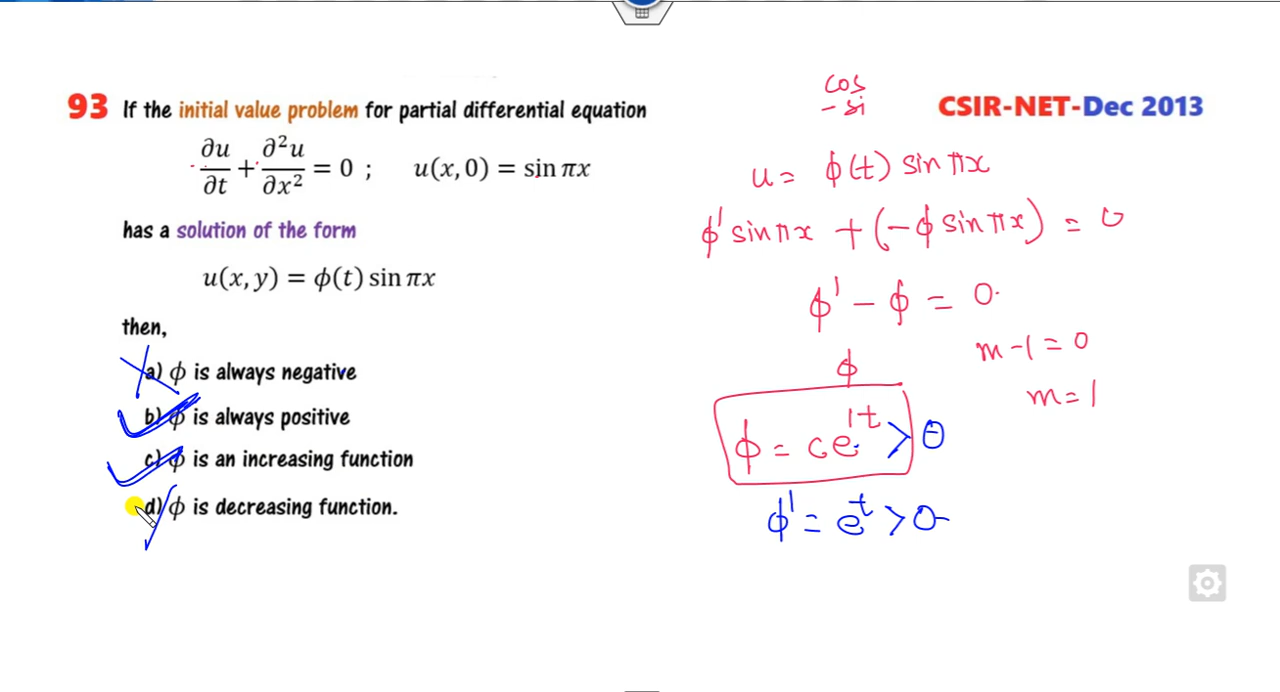 93 If the initial value problem for partial differential equation
∂u/∂t + ∂²u/∂x² = 0 ; u(x, 0) = sin πx
has a solution of the form
u(x, y) = ϕ(t) sin πx
then,
a) ϕ is always negative
b) ϕ is always positive
c) ϕ is an increasing function
d) ϕ is decreasing function.
cos
- si
CSIR-NET-Dec 2013
u = ϕ(t) sin πx
ϕ' sin πx + (-ϕ sin πx) = 0
ϕ' - ϕ = 0
m - 1 = 0
m = 1
ϕ
ϕ = ce^1t > 0
ϕ' = e^t > 0